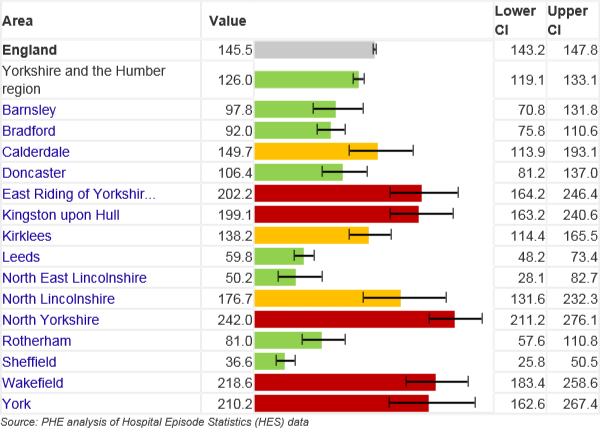 Area Value Lower CI Upper CI
England 145.5 143.2 147.8
Yorkshire and the Humber region 126.0 119.1 133.1
Barnsley 97.8 70.8 131.8
Bradford 92.0 75.8 110.6
Calderdale 149.7 113.9 193.1
Doncaster 106.4 81.2 137.0
East Riding of Yorkshir... 202.2 164.2 246.4
Kingston upon Hull 199.1 163.2 240.6
Kirklees 138.2 114.4 165.5
Leeds 59.8 48.2 73.4
North East Lincolnshire 50.2 28.1 82.7
North Lincolnshire 176.7 131.6 232.3
North Yorkshire 242.0 211.2 276.1
Rotherham 81.0 57.6 110.8
Sheffield 36.6 25.8 50.5
Wakefield 218.6 183.4 258.6
York 210.2 162.6 267.4
Source: PHE analysis of Hospital Episode Statistics (HES) data